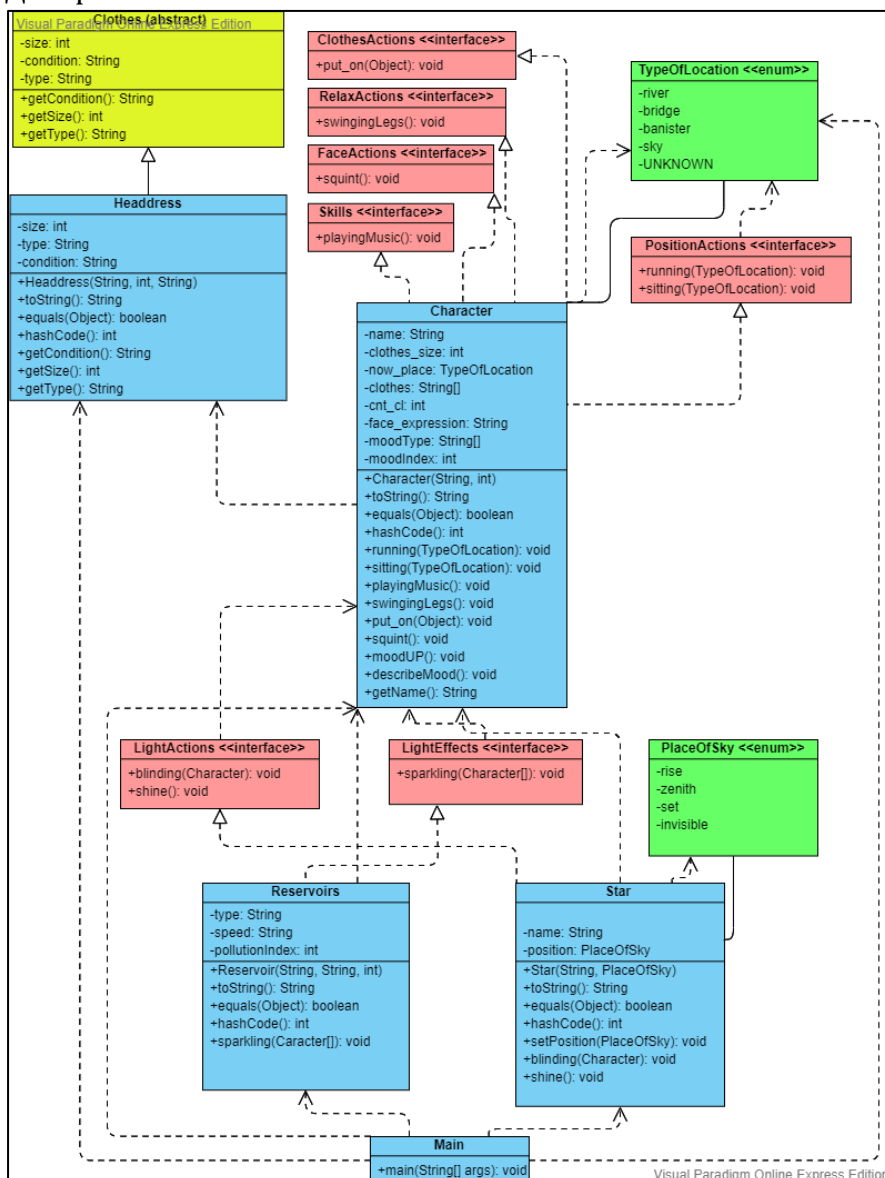 Visual Paradigm Online Express Edition
Clothes (abstract)
-size: int
-condition: String
-type: String
+getCondition(): String
+getSize(): int
+getType(): String
ClothesActions <<interface>>
+put_on(Object): void
RelaxActions <<interface>>
+swingingLegs(): void
FaceActions <<interface>>
+squint(): void
Skills <<interface>>
+playingMusic(): void
TypeOfLocation <<enum>>
-river
-bridge
-banister
-sky
-UNKNOWN
PositionActions <<interface>>
+running(TypeOfLocation): void
+sitting(TypeOfLocation): void
Headdress
-size: int
-type: String
-condition: String
+Headdress(String, int, String)
+toString(): String
+equals(Object): boolean
+hashCode(): int
+getCondition(): String
+getSize(): int
+getType(): String
Character
-name: String
-clothes_size: int
-now_place: TypeOfLocation
-clothes: String[]
-cnt_cl: int
-face_expression: String
-moodType: String[]
-moodIndex: int
+Character(String, int)
+toString(): String
+equals(Object): boolean
+hashCode(): int
+running(TypeOfLocation): void
+sitting(TypeOfLocation): void
+playingMusic(): void
+swingingLegs(): void
+put_on(Object): void
+squint(): void
+moodUP(): void
+describeMood(): void
+getName(): String
LightActions <<interface>>
+blinding(Character): void
+shine(): void
LightEffects <<interface>>
+sparkling(Character[]): void
PlaceOfSky <<enum>>
-rise
-zenith
-set
-invisible
Reservoirs
-type: String
-speed: String
-pollutionIndex: int
+Reservoir(String, String, int)
+toString(): String
+equals(Object): boolean
+hashCode(): int
+sparkling(Caracter[]): void
Star
-name: String
-position: PlaceOfSky
+Star(String, PlaceOfSky)
+toString(): String
+equals(Object): boolean
+hashCode(): int
+setPosition(PlaceOfSky): void
+blinding(Character): void
+shine(): void
Main
+main(String[] args): void
Visual Paradigm Online Express Edition